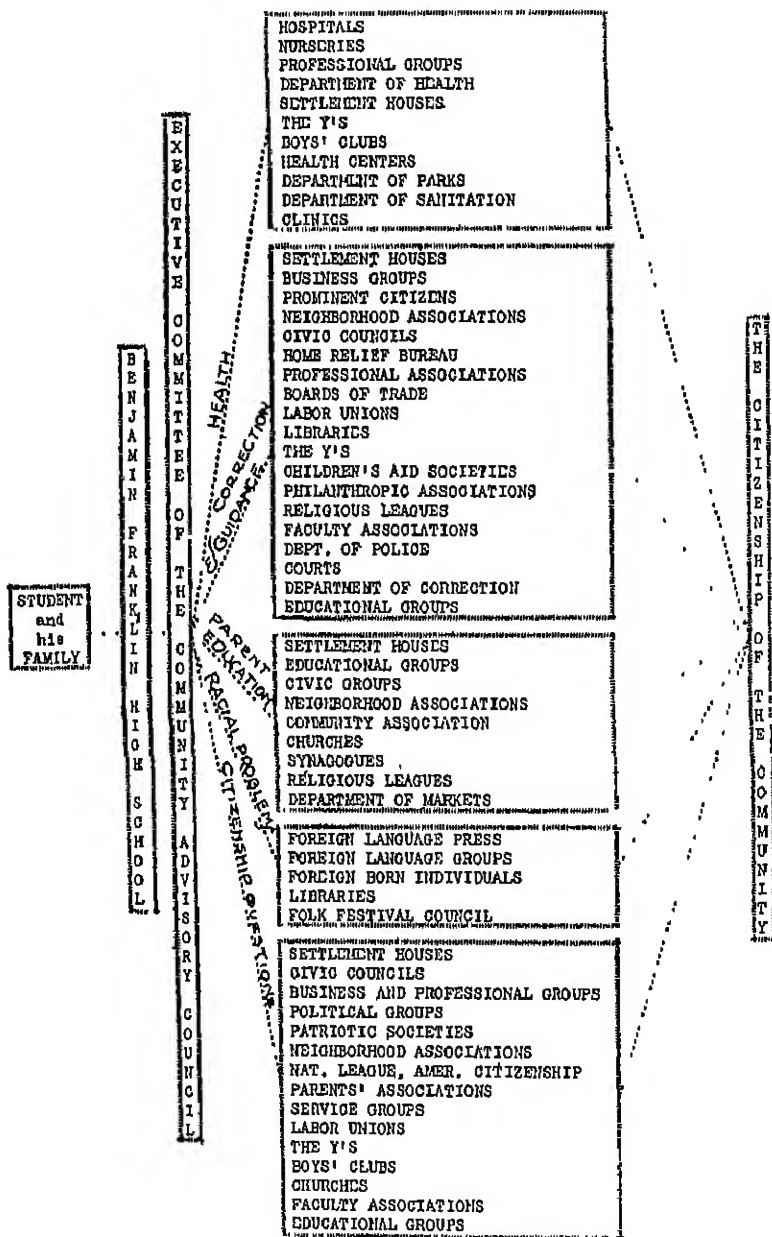 STUDENT
and
his
FAMILY
BENJAMIN FRANKLIN HIGH SCHOOL
EXECUTIVE COMMITTEE OF THE COMMUNITY ADVISORY COUNCIL
HEALTH
HOSPITALS
NURSERIES
PROFESSIONAL GROUPS
DEPARTMENT OF HEALTH
SETTLEMENT HOUSES
THE Y'S
BOYS' CLUBS
HEALTH CENTERS
DEPARTMENT OF PARKS
DEPARTMENT OF SANITATION
CLINICS
CORRECTION
& GUIDANCE
SETTLEMENT HOUSES
BUSINESS GROUPS
PROMINENT CITIZENS
NEIGHBORHOOD ASSOCIATIONS
CIVIC COUNCILS
HOME RELIEF BUREAU
PROFESSIONAL ASSOCIATIONS
BOARDS OF TRADE
LABOR UNIONS
LIBRARIES
THE Y'S
CHILDREN'S AID SOCIETIES
PHILANTHROPIC ASSOCIATIONS
RELIGIOUS LEAGUES
FACULTY ASSOCIATIONS
DEPT. OF POLICE
COURTS
DEPARTMENT OF CORRECTION
EDUCATIONAL GROUPS
PARENT
EDUCATION
SETTLEMENT HOUSES
EDUCATIONAL GROUPS
CIVIC GROUPS
NEIGHBORHOOD ASSOCIATIONS
COMMUNITY ASSOCIATION
CHURCHES
SYNAGOGUES
RELIGIOUS LEAGUES
DEPARTMENT OF MARKETS
RACIAL PROBLEM
FOREIGN LANGUAGE PRESS
FOREIGN LANGUAGE GROUPS
FOREIGN BORN INDIVIDUALS
LIBRARIES
FOLK FESTIVAL COUNCIL
CITIZENSHIP QUESTIONS
SETTLEMENT HOUSES
CIVIC COUNCILS
BUSINESS AND PROFESSIONAL GROUPS
POLITICAL GROUPS
PATRIOTIC SOCIETIES
NEIGHBORHOOD ASSOCIATIONS
NAT. LEAGUE, AMER. CITIZENSHIP
PARENTS' ASSOCIATIONS
SERVICE GROUPS
LABOR UNIONS
THE Y'S
BOYS' CLUBS
CHURCHES
FACULTY ASSOCIATIONS
EDUCATIONAL GROUPS
THE CITIZENSHIP OF THE COMMUNITY